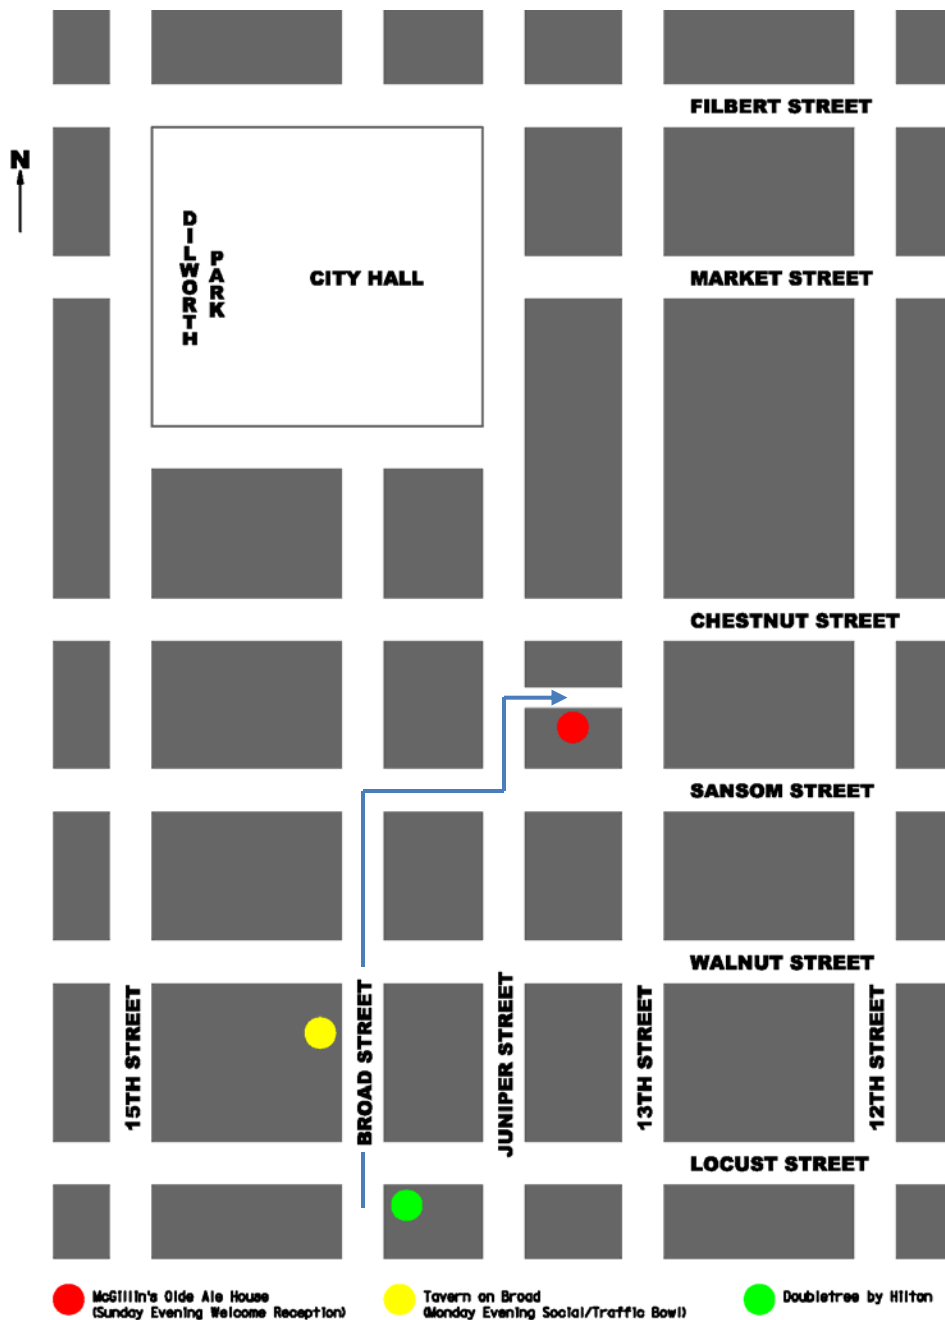 FILBERT STREET
N
DILWORTH
PARK
CITY HALL
MARKET STREET
CHESTNUT STREET
SANSOM STREET
WALNUT STREET
15TH STREET
BROAD STREET
JUNIPER STREET
13TH STREET
12TH STREET
LOCUST STREET
McGillin's Olde Ale House
(Sunday Evening Welcome Reception)
Tavern on Broad
(Monday Evening Social/Traffic Bowl)
Doubletree by Hilton